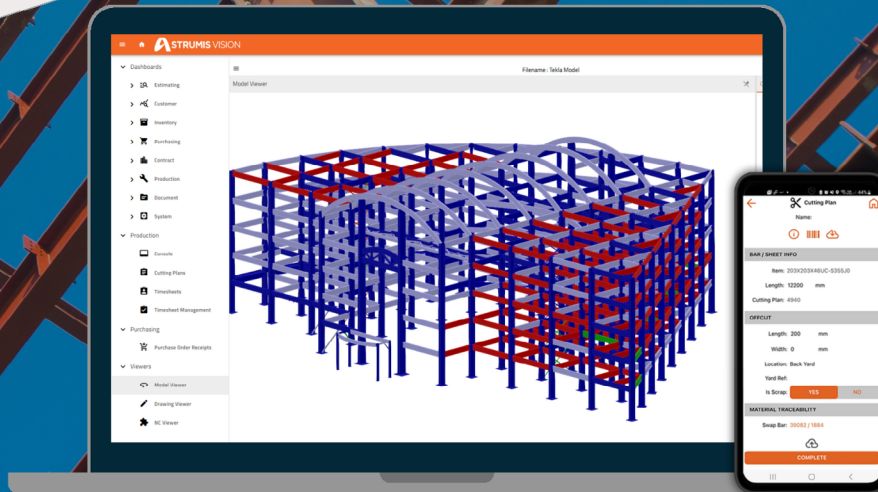 STRUMIS VISION
Dashboards
Estimating
Customer
Inventory
Purchasing
Contract
Production
Document
System
Production
Console
Cutting Plans
Timesheets
Timesheet Management
Purchasing
Purchase Order Receipts
Viewers
Model Viewer
Drawing Viewer
NC Viewer
Filename : Tekla Model
Model Viewer
44%
Cutting Plan
Name:
BAR / SHEET INFO
Item: 203X203X46UC-S355J0
Length: 12200 mm
Cutting Plan: 4940
OFFCUT
Length: 200 mm
Width: 0 mm
Location: Back Yard
Yard Ref:
Is Scrap: YES NO
MATERIAL TRACEABILITY
Swap Bar: 39082 / 1884
COMPLETE